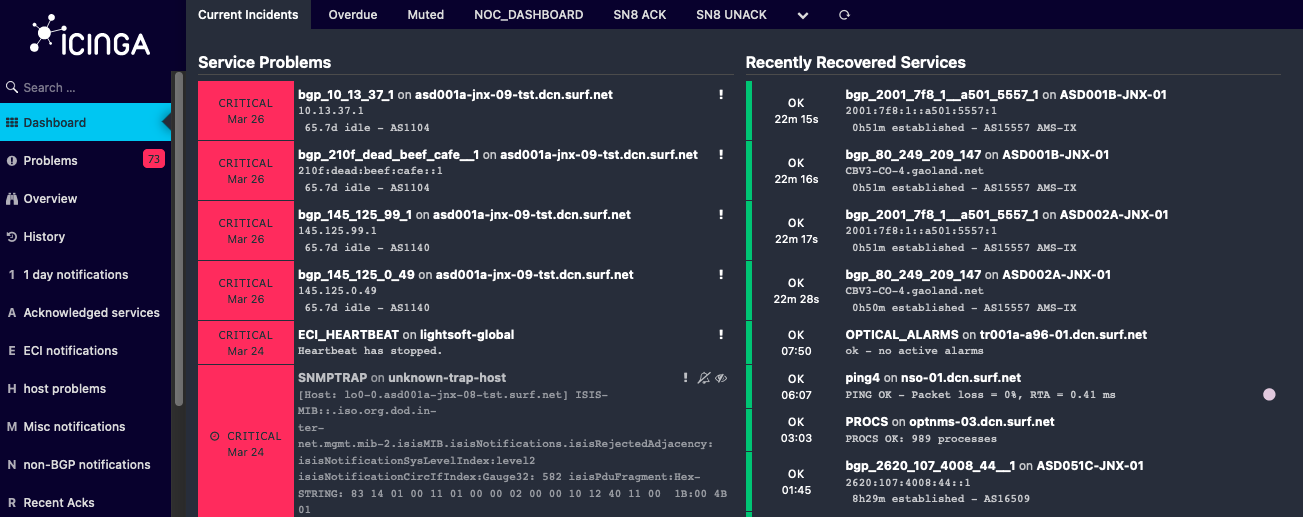 Current Incidents
Overdue
Muted
NOC_DASHBOARD
SN8 ACK
SN8 UNACK
iCINGA
Search ...
Dashboard
Problems
73
Overview
History
1 1 day notifications
A Acknowledged services
E ECI notifications
H host problems
M Misc notifications
N non-BGP notifications
R Recent Acks
Service Problems
CRITICAL
Mar 26
bgp_10_13_37_1 on asd001a-jnx-09-tst.dcn.surf.net
10.13.37.1
65.7d idle - AS1104
CRITICAL
Mar 26
bgp_210f_dead_beef_cafe__1 on asd001a-jnx-09-tst.dcn.surf.net
210f:dead:beef:cafe::1
65.7d idle - AS1104
CRITICAL
Mar 26
bgp_145_125_99_1 on asd001a-jnx-09-tst.dcn.surf.net
145.125.99.1
65.7d idle - AS1140
CRITICAL
Mar 26
bgp_145_125_0_49 on asd001a-jnx-09-tst.dcn.surf.net
145.125.0.49
65.7d idle - AS1140
CRITICAL
Mar 24
ECI_HEARTBEAT on lightsoft-global
Heartbeat has stopped.
CRITICAL
Mar 24
SNMPTRAP on unknown-trap-host
[Host: lo0-0.asd001a-jnx-08-tst.surf.net] ISIS-
MIB::.iso.org.dod.in-
ter-
net.mgmt.mib-2.isisMIB.isisNotifications.isisRejectedAdjacency:
isisNotificationSysLevelIndex:level2
isisNotificationCircIfIndex:Gauge32: 582 isisPduFragment:Hex-
STRING: 83 14 01 00 11 01 00 00 02 00 00 10 12 40 11 00 1B:00 4B
01
Recently Recovered Services
OK
22m 15s
bgp_2001_7f8_1__a501_5557_1 on ASD001B-JNX-01
2001:7f8:1::a501:5557:1
0h51m established - AS15557 AMS-IX
OK
22m 16s
bgp_80_249_209_147 on ASD001B-JNX-01
CBV3-CO-4.gaoland.net
0h51m established - AS15557 AMS-IX
OK
22m 17s
bgp_2001_7f8_1__a501_5557_1 on ASD002A-JNX-01
2001:7f8:1::a501:5557:1
0h51m established - AS15557 AMS-IX
OK
22m 28s
bgp_80_249_209_147 on ASD002A-JNX-01
CBV3-CO-4.gaoland.net
0h50m established - AS15557 AMS-IX
OK
07:50
OPTICAL_ALARMS on tr001a-a96-01.dcn.surf.net
ok - no active alarms
OK
06:07
ping4 on nso-01.dcn.surf.net
PING OK - Packet loss = 0%, RTA = 0.41 ms
OK
03:03
PROCS on optnms-03.dcn.surf.net
PROCS OK: 989 processes
OK
01:45
bgp_2620_107_4008_44__1 on ASD051C-JNX-01
2620:107:4008:44::1
8h29m established - AS16509